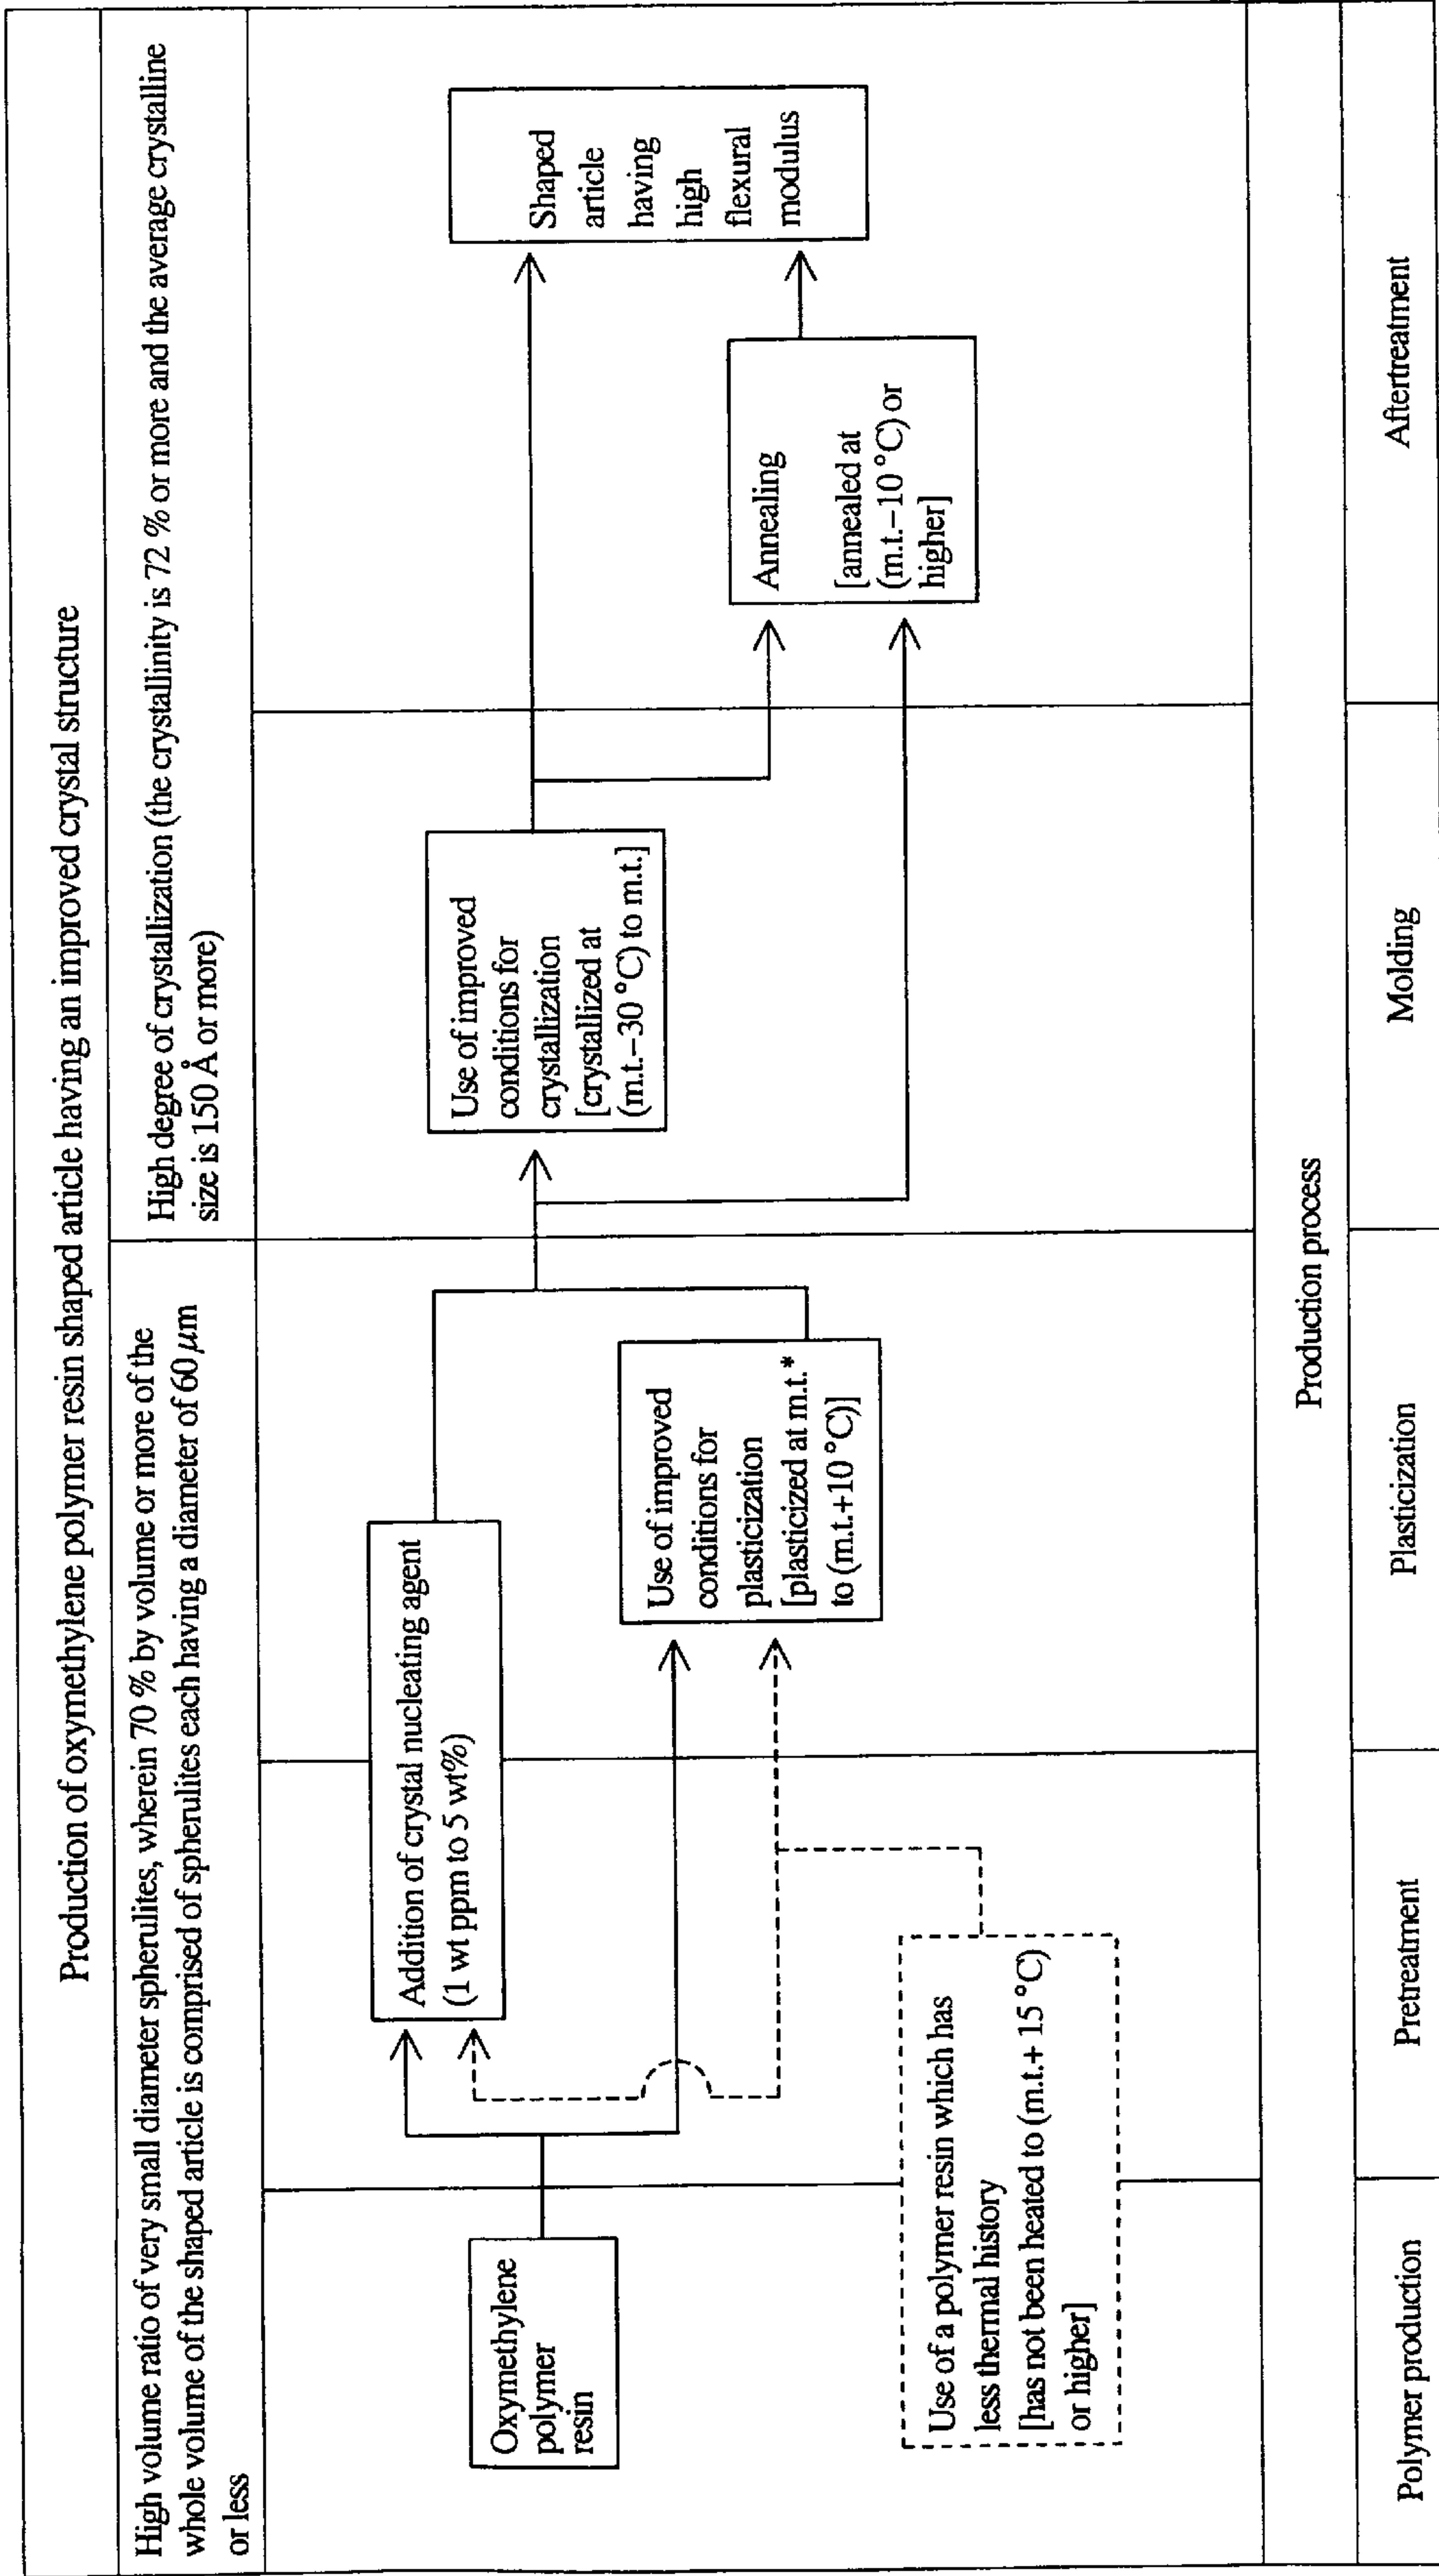 Production of oxymethylene polymer resin shaped article having an improved crystal structure
High volume ratio of very small diameter spherulites, wherein 70 % by volume or more of the
whole volume of the shaped article is comprised of spherulites each having a diameter of 60 μm
or less
High degree of crystallization (the crystallinity is 72 % or more and the average crystalline
size is 150 Å or more)
Oxymethylene
polymer
resin
Use of a polymer resin which has
less thermal history
[has not been heated to (m.t.+ 15 °C)
or higher]
Addition of crystal nucleating agent
(1 wt ppm to 5 wt%)
Use of improved
conditions for
plasticization
[plasticized at m.t.*
to (m.t.+10 °C)]
Use of improved
conditions for
crystallization
[crystallized at
(m.t.−30 °C) to m.t.]
Annealing
[annealed at
(m.t.−10 °C) or
higher]
Shaped
article
having
high
flexural
modulus
Production process
Polymer production
Pretreatment
Plasticization
Molding
Aftertreatment